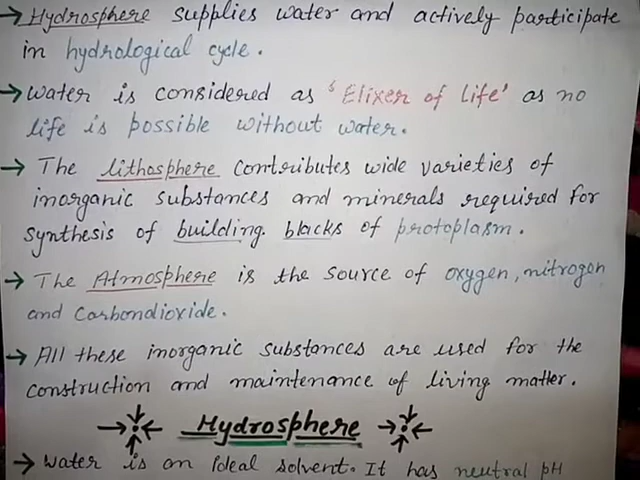 → Hydrosphere supplies water and actively participate
in hydrological cycle.
→ Water is considered as 'Elixer of life' as no
life is possible without water.
→ The lithosphere contributes wide varieties of
inorganic substances and minerals required for
synthesis of building blacks of protoplasm.
→ The Atmosphere is the source of oxygen, nitrogen
and Carbondioxide.
→ All these inorganic substances are used for the
construction and maintenance of living matter.
Hydrosphere
→ Water is an ideal solvent. It has neutral pH